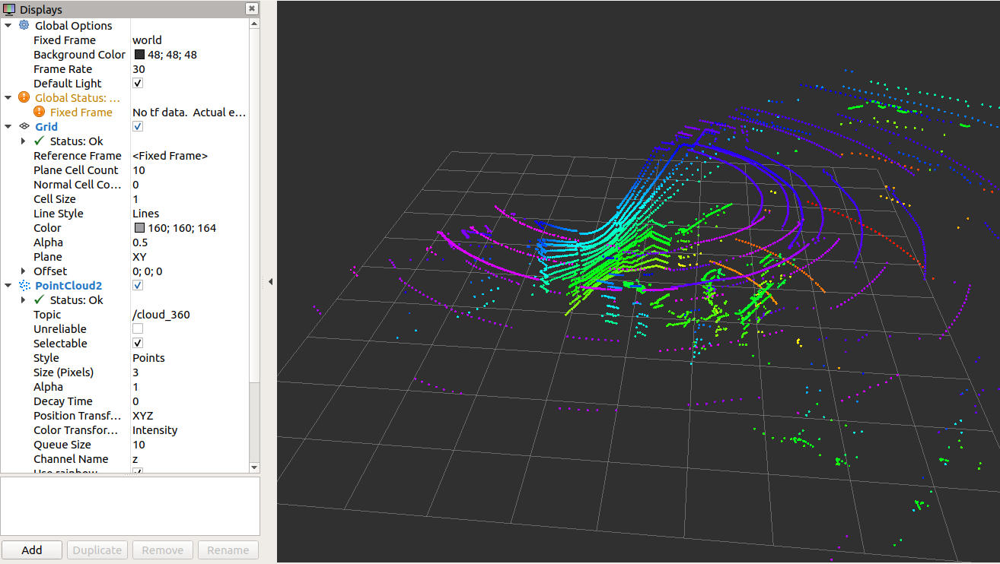 Displays
Global Options
Fixed Frame world
Background Color 48; 48; 48
Frame Rate 30
Default Light
Global Status: ...
Fixed Frame No tf data.  Actual e...
Grid
Status: Ok
Reference Frame <Fixed Frame>
Plane Cell Count 10
Normal Cell Co... 0
Cell Size 1
Line Style Lines
Color 160; 160; 164
Alpha 0.5
Plane XY
Offset 0; 0; 0
PointCloud2
Status: Ok
Topic /cloud_360
Unreliable
Selectable
Style Points
Size (Pixels) 3
Alpha 1
Decay Time 0
Position Transf... XYZ
Color Transfor... Intensity
Queue Size 10
Channel Name z
Use rainbow
Add Duplicate Remove Rename